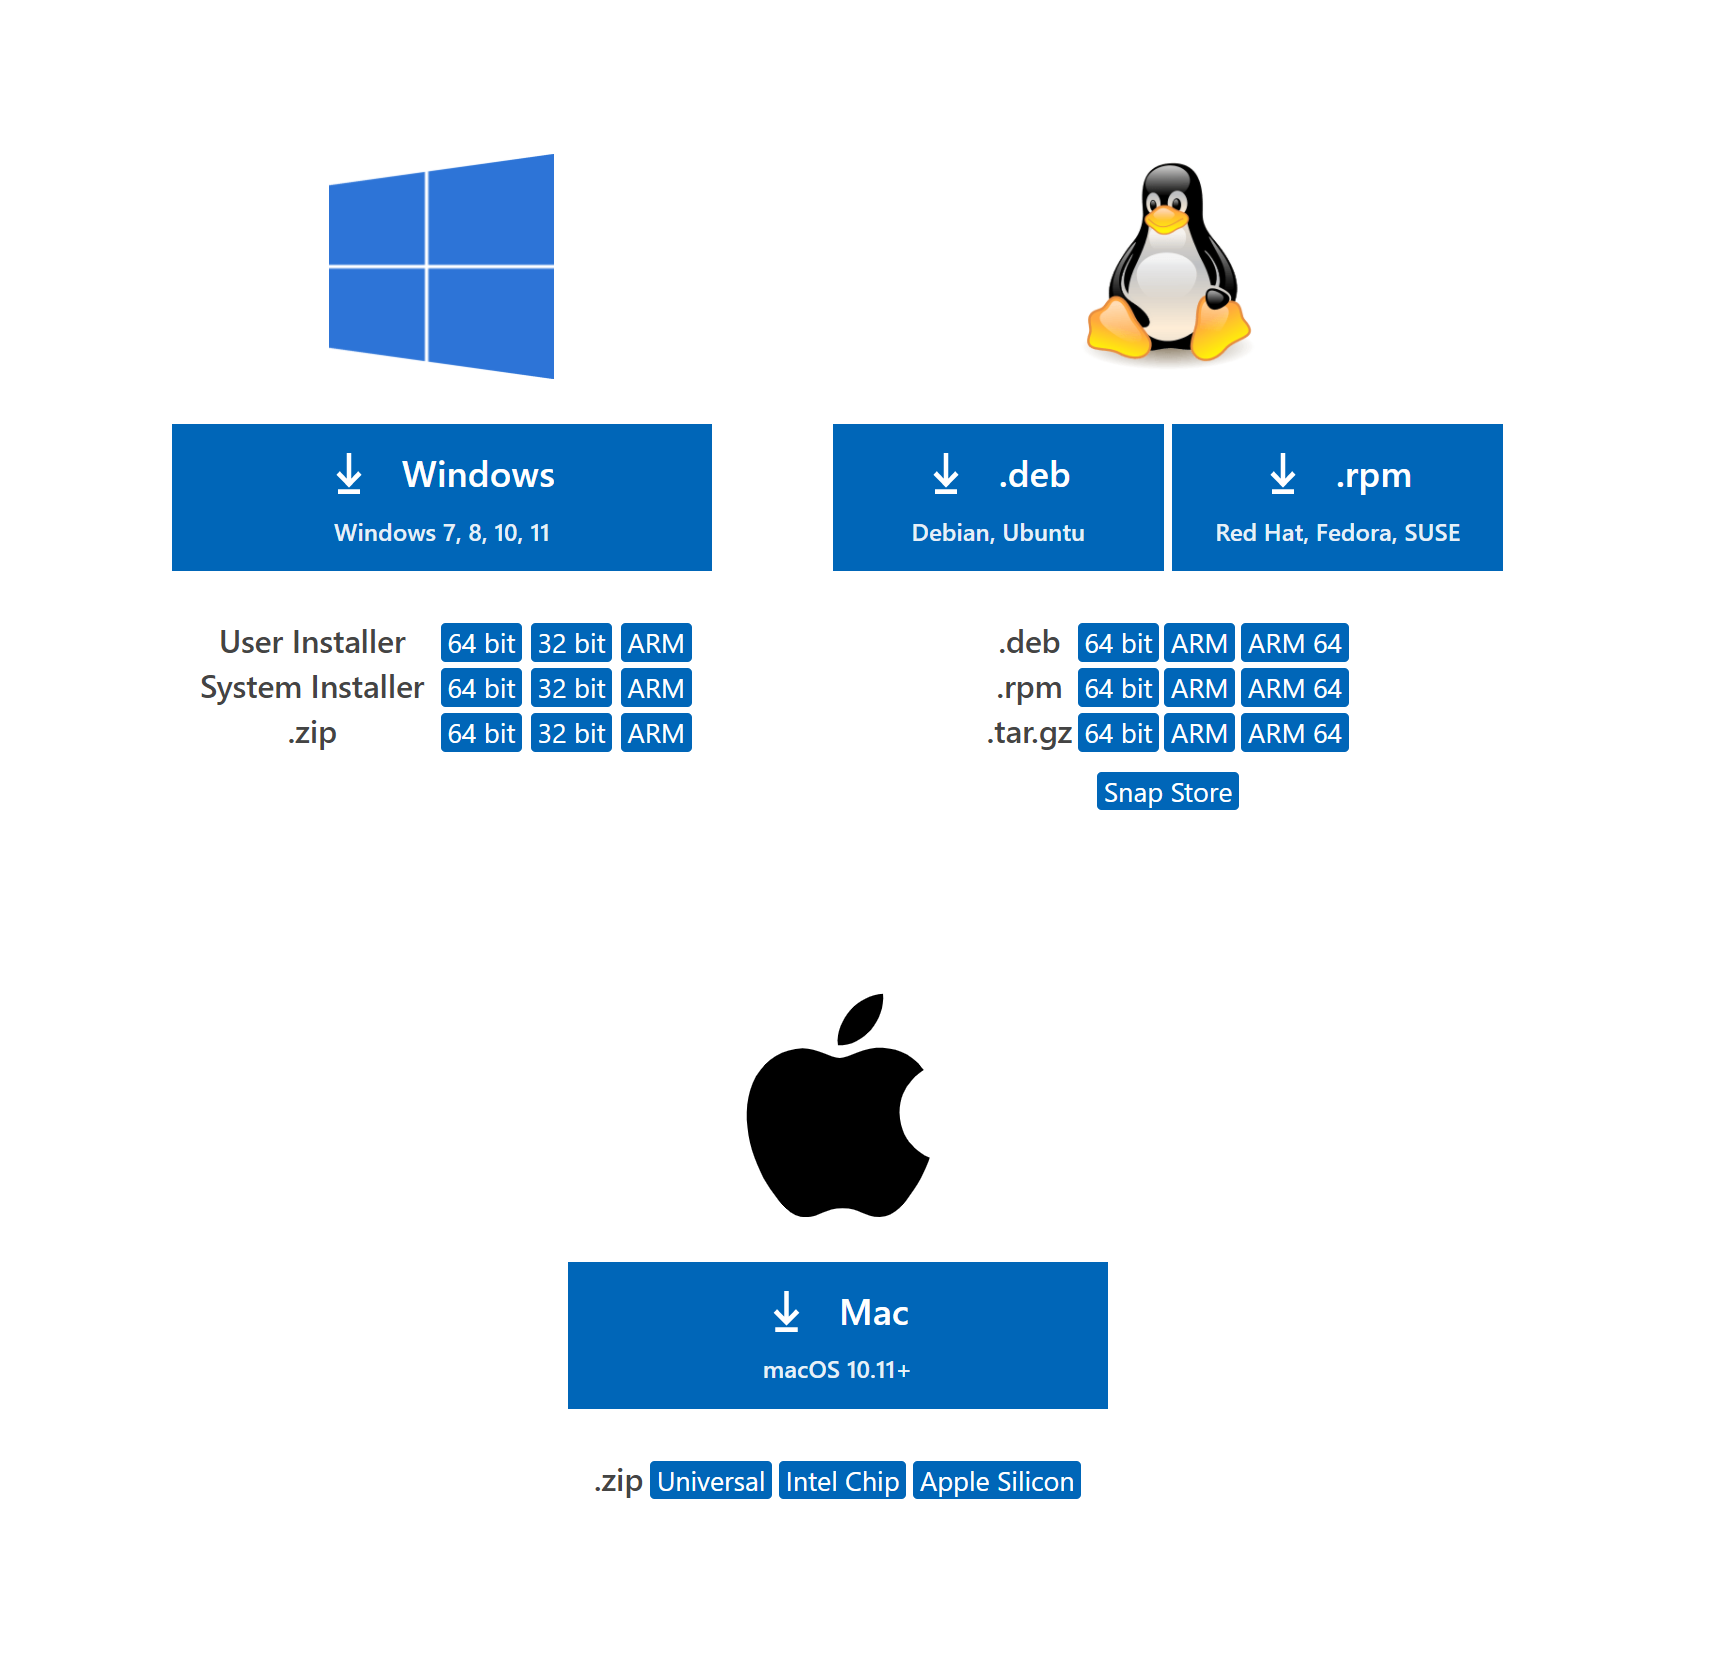 Windows
Windows 7, 8, 10, 11
User Installer 64 bit 32 bit ARM
System Installer 64 bit 32 bit ARM
.zip 64 bit 32 bit ARM
.deb
Debian, Ubuntu
.rpm
Red Hat, Fedora, SUSE
.deb 64 bit ARM ARM 64
.rpm 64 bit ARM ARM 64
.tar.gz 64 bit ARM ARM 64
Snap Store
Mac
macOS 10.11+
.zip Universal Intel Chip Apple Silicon